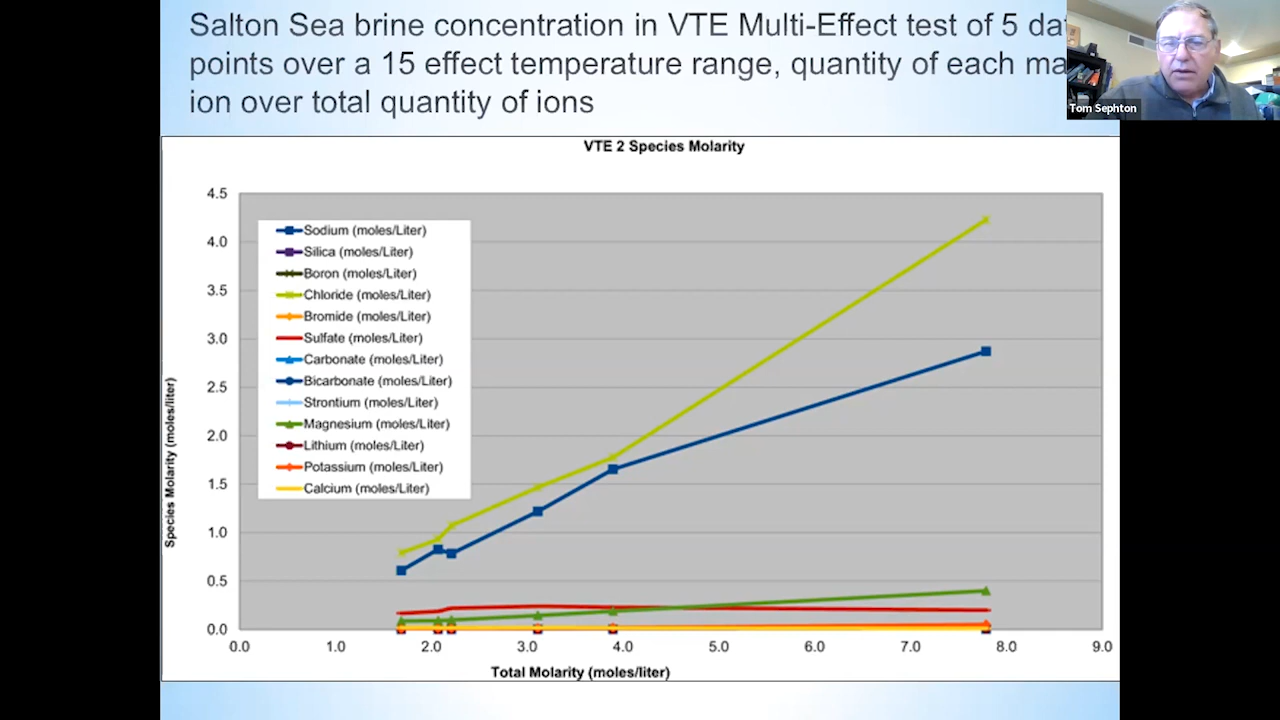 Salton Sea brine concentration in VTE Multi-Effect test of 5
points over a 15 effect temperature range, quantity of each
ion over total quantity of ions
Tom Sephton
VTE 2 Species Molarity
4.5
4.0
3.5
3.0
2.5
2.0
1.5
1.0
0.5
0.0
Species Molarity (moles/liter)
Sodium (moles/Liter)
Silica (moles/Liter)
Boron (moles/Liter)
Chloride (moles/Liter)
Bromide (moles/Liter)
Sulfate (moles/Liter)
Carbonate (moles/Liter)
Bicarbonate (moles/Liter)
Strontium (moles/Liter)
Magnesium (moles/Liter)
Lithium (moles/Liter)
Potassium (moles/Liter)
Calcium (moles/Liter)
0.0 1.0 2.0 3.0 4.0 5.0 6.0 7.0 8.0 9.0
Total Molarity (moles/liter)